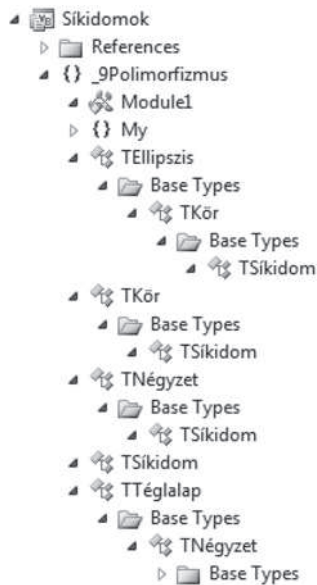 Síkidomok
References
{} _9Polimorfizmus
Module1
{} My
TEllipszis
Base Types
TKör
Base Types
TSíkidom
TKör
Base Types
TSíkidom
TNégyzet
Base Types
TSíkidom
TSíkidom
TTéglalap
Base Types
TNégyzet
Base Types